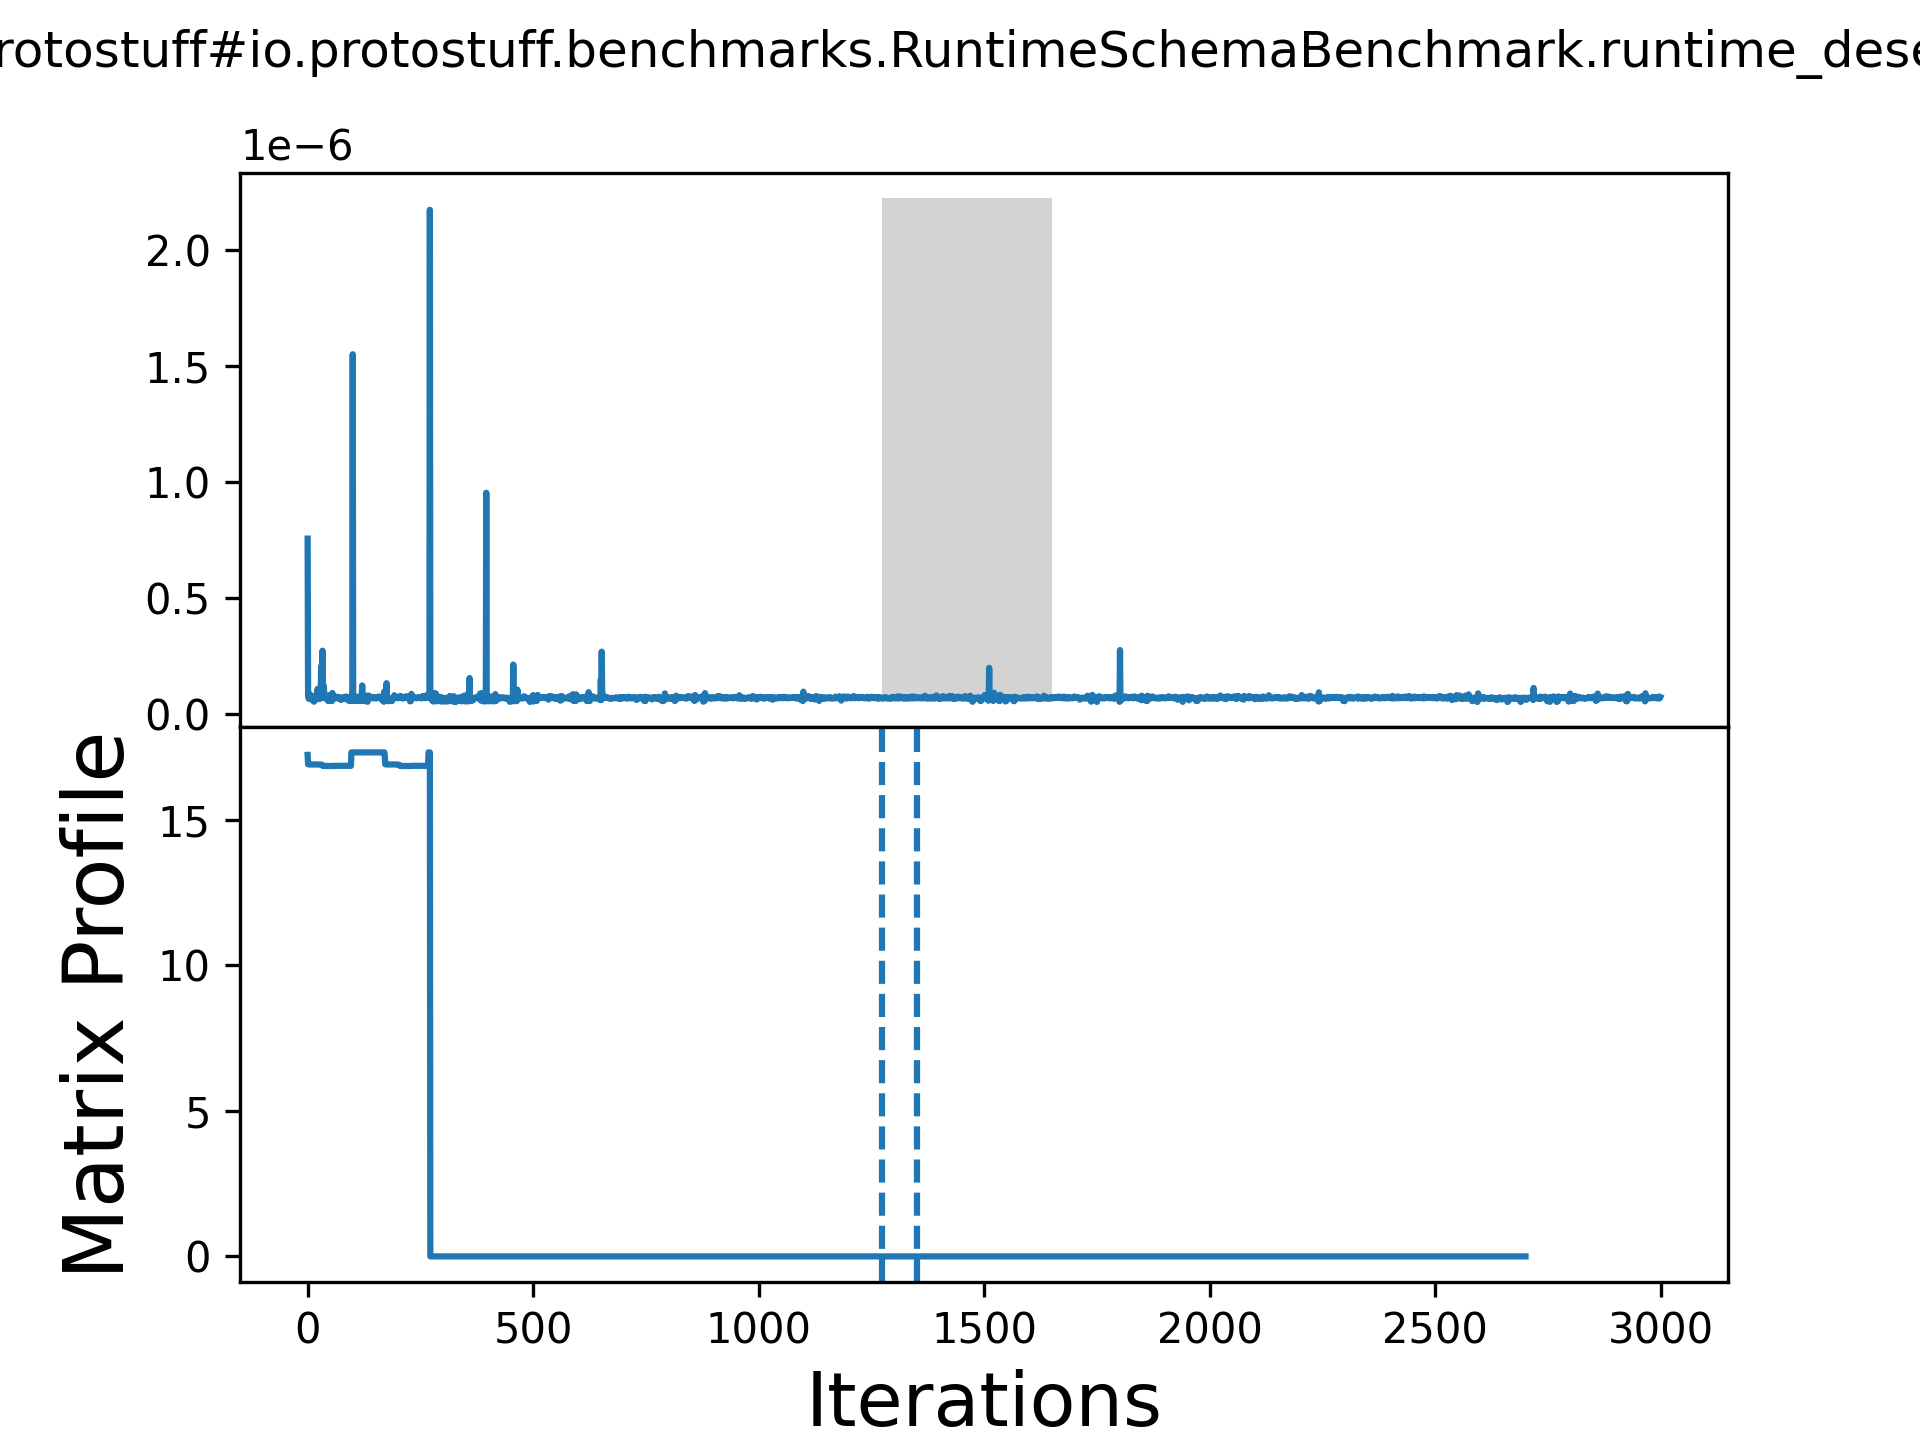 rotostuff#io.protostuff.benchmarks.RuntimeSchemaBenchmark.runtime_dese
1e−6
2.0
1.5
1.0
0.5
0.0
Matrix Profile
15
10
5
0
0 500 1000 1500 2000 2500 3000
Iterations